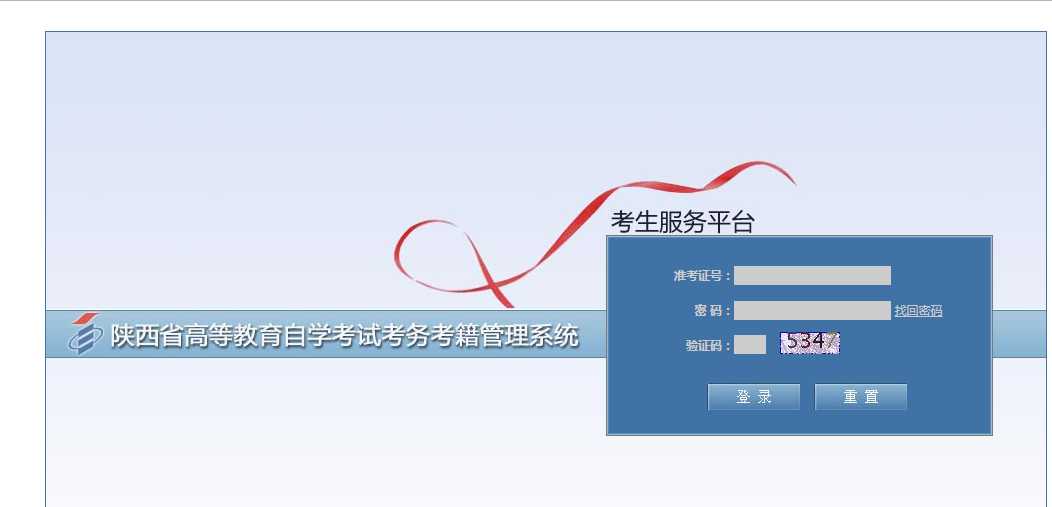 考生服务平台
准考证号：
密 码： 找回密码
验证码： 5347
陕西省高等教育自学考试考务考籍管理系统
登 录 重 置